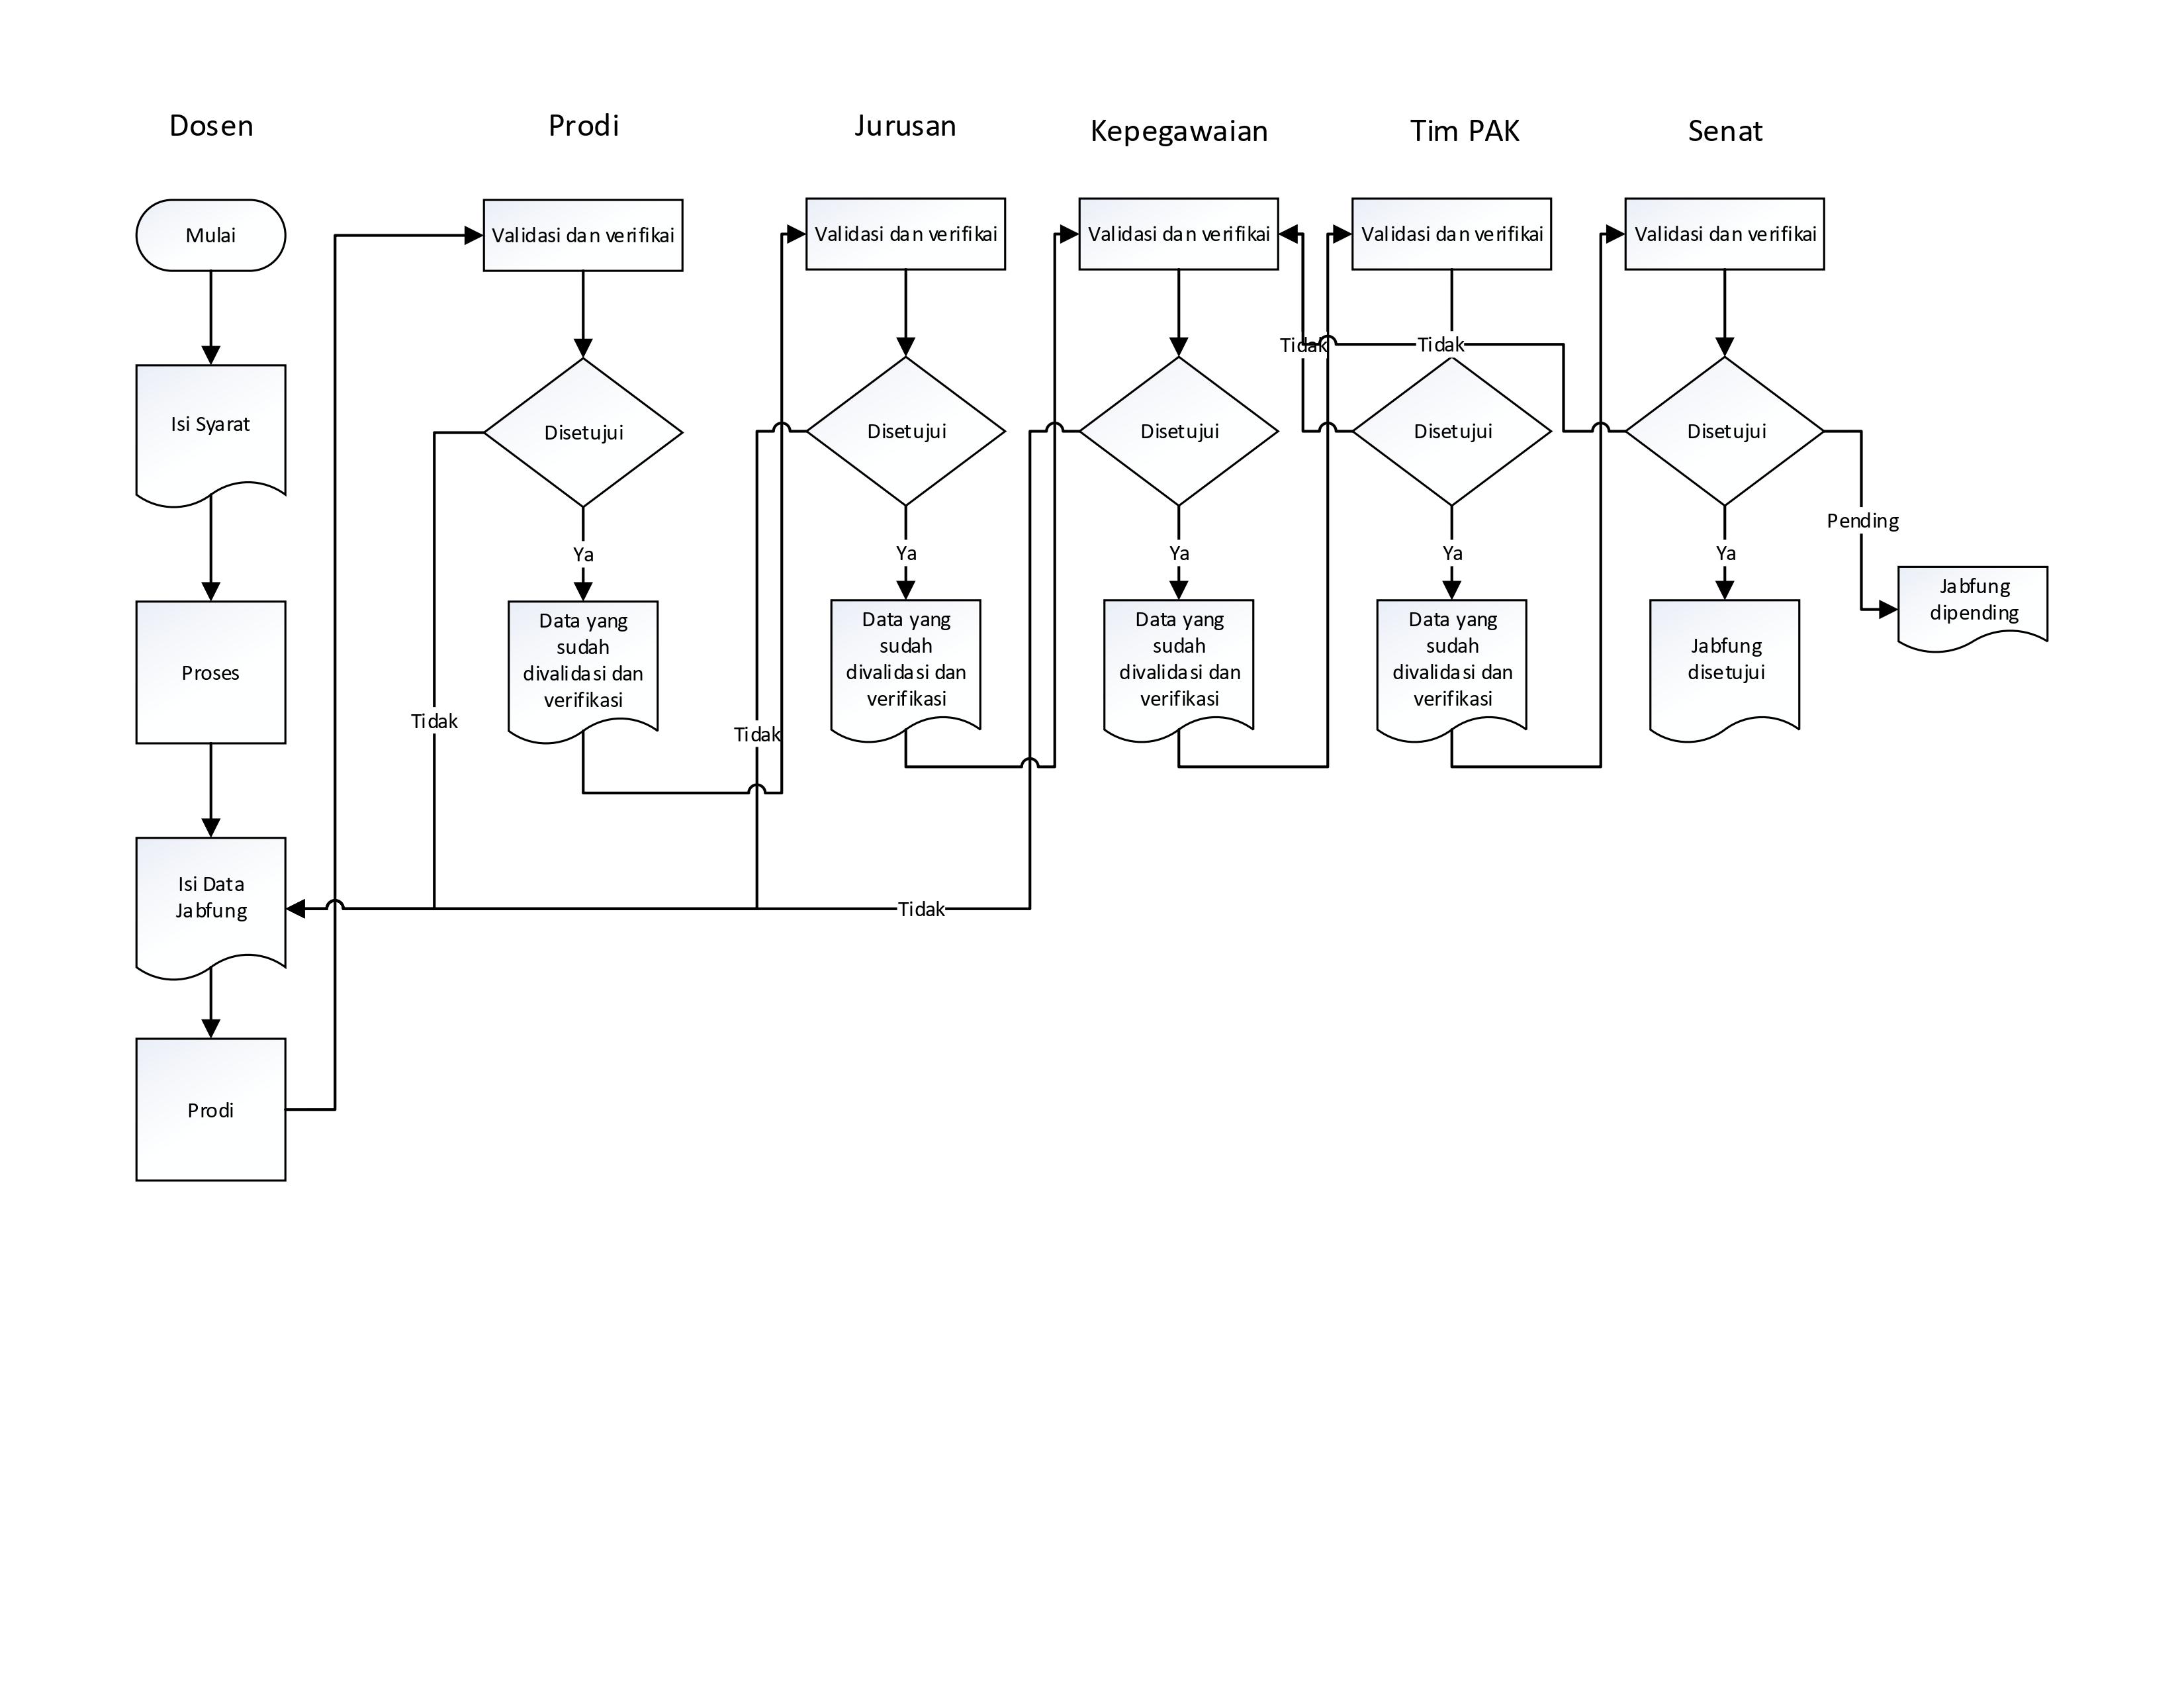 Dosen
Prodi
Jurusan
Kepegawaian
Tim PAK
Senat
Mulai
Validasi dan verifikai
Validasi dan verifikai
Validasi dan verifikai
Validasi dan verifikai
Validasi dan verifikai
Tidak
Tidak
Isi Syarat
Disetujui
Disetujui
Disetujui
Disetujui
Disetujui
Pending
Ya
Ya
Ya
Ya
Ya
Jabfung
dipending
Data yang
sudah
divalidasi dan
verifikasi
Data yang
sudah
divalidasi dan
verifikasi
Data yang
sudah
divalidasi dan
verifikasi
Data yang
sudah
divalidasi dan
verifikasi
Jabfung
disetujui
Proses
Tidak
Tidak
Isi Data
Jabfung
Tidak
Prodi